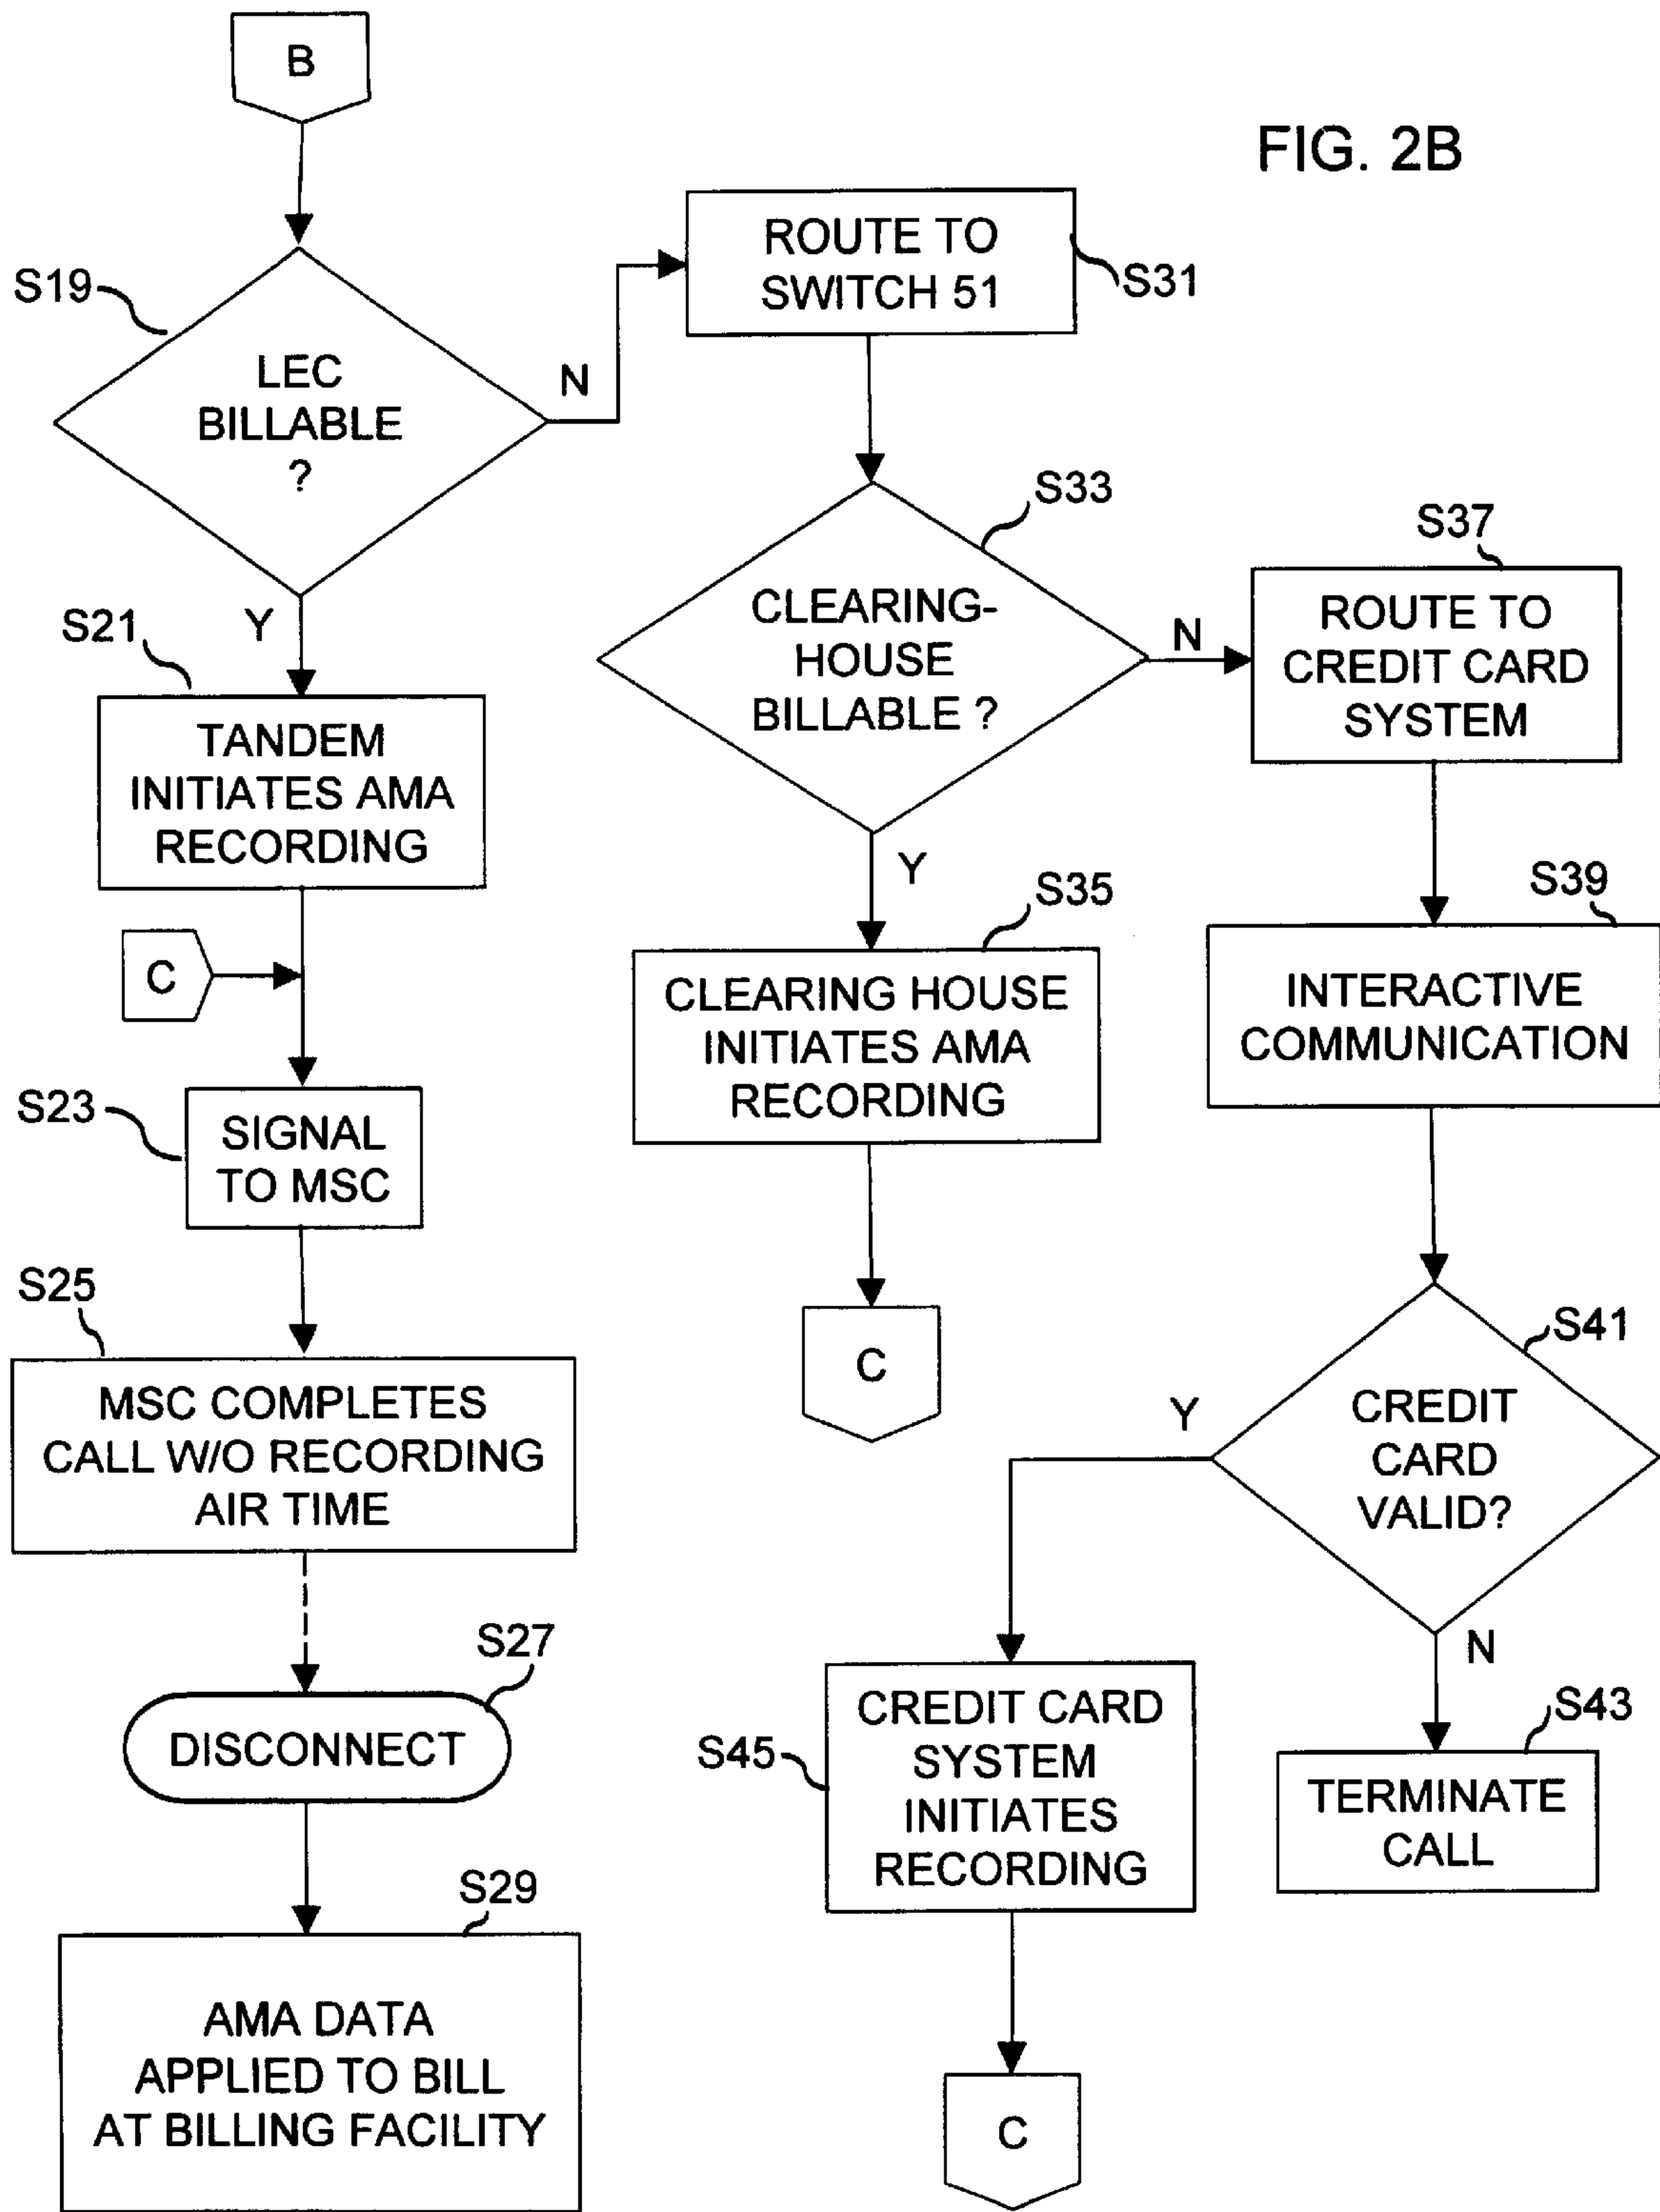 B
FIG. 2B
S19
LEC
BILLABLE
?
N
Y
ROUTE TO
SWITCH 51
S31
S21
TANDEM
INITIATES AMA
RECORDING
C
S23
SIGNAL
TO MSC
S25
MSC COMPLETES
CALL W/O RECORDING
AIR TIME
S27
DISCONNECT
S29
AMA DATA
APPLIED TO BILL
AT BILLING FACILITY
S33
CLEARING-
HOUSE
BILLABLE ?
N
Y
S35
CLEARING HOUSE
INITIATES AMA
RECORDING
C
S37
ROUTE TO
CREDIT CARD
SYSTEM
S39
INTERACTIVE
COMMUNICATION
S41
CREDIT
CARD
VALID?
Y
N
S43
TERMINATE
CALL
S45
CREDIT CARD
SYSTEM
INITIATES
RECORDING
C